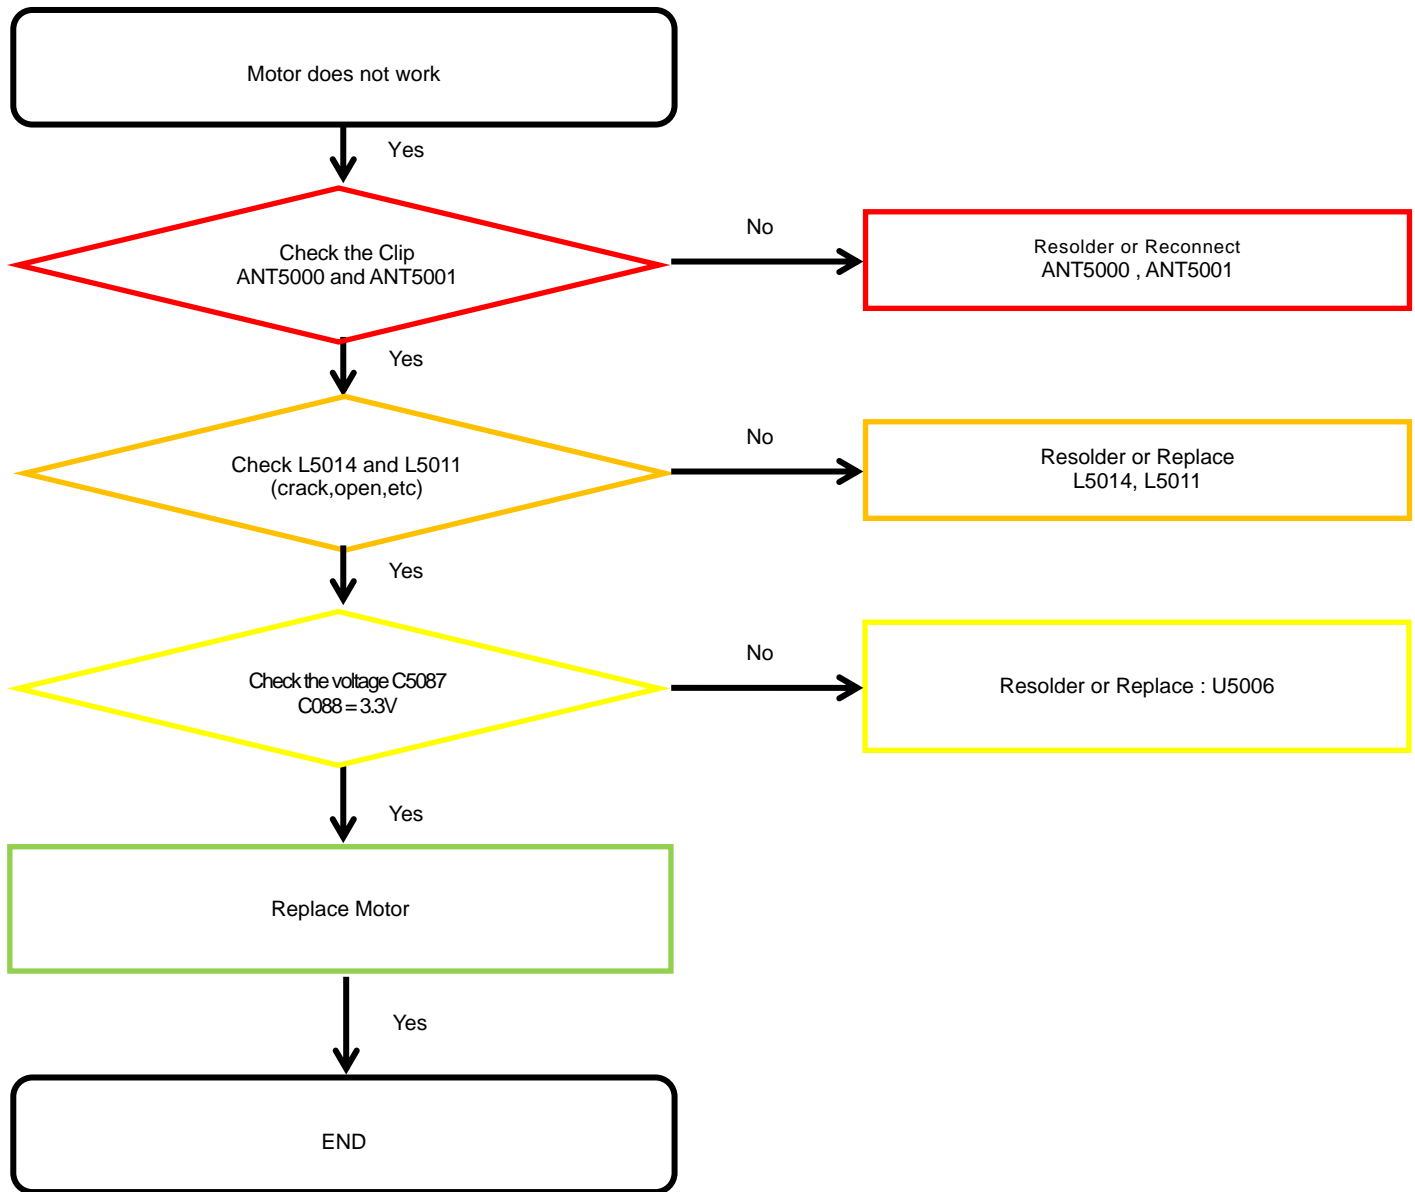 Motor does not work
Yes
Check the Clip
ANT5000 and ANT5001
No
Resolder or Reconnect
ANT5000 , ANT5001
Yes
Check L5014 and L5011
(crack,open,etc)
No
Resolder or Replace
L5014, L5011
Yes
Check the voltage C5087
C088 = 3.3V
No
Resolder or Replace : U5006
Yes
Replace Motor
Yes
END